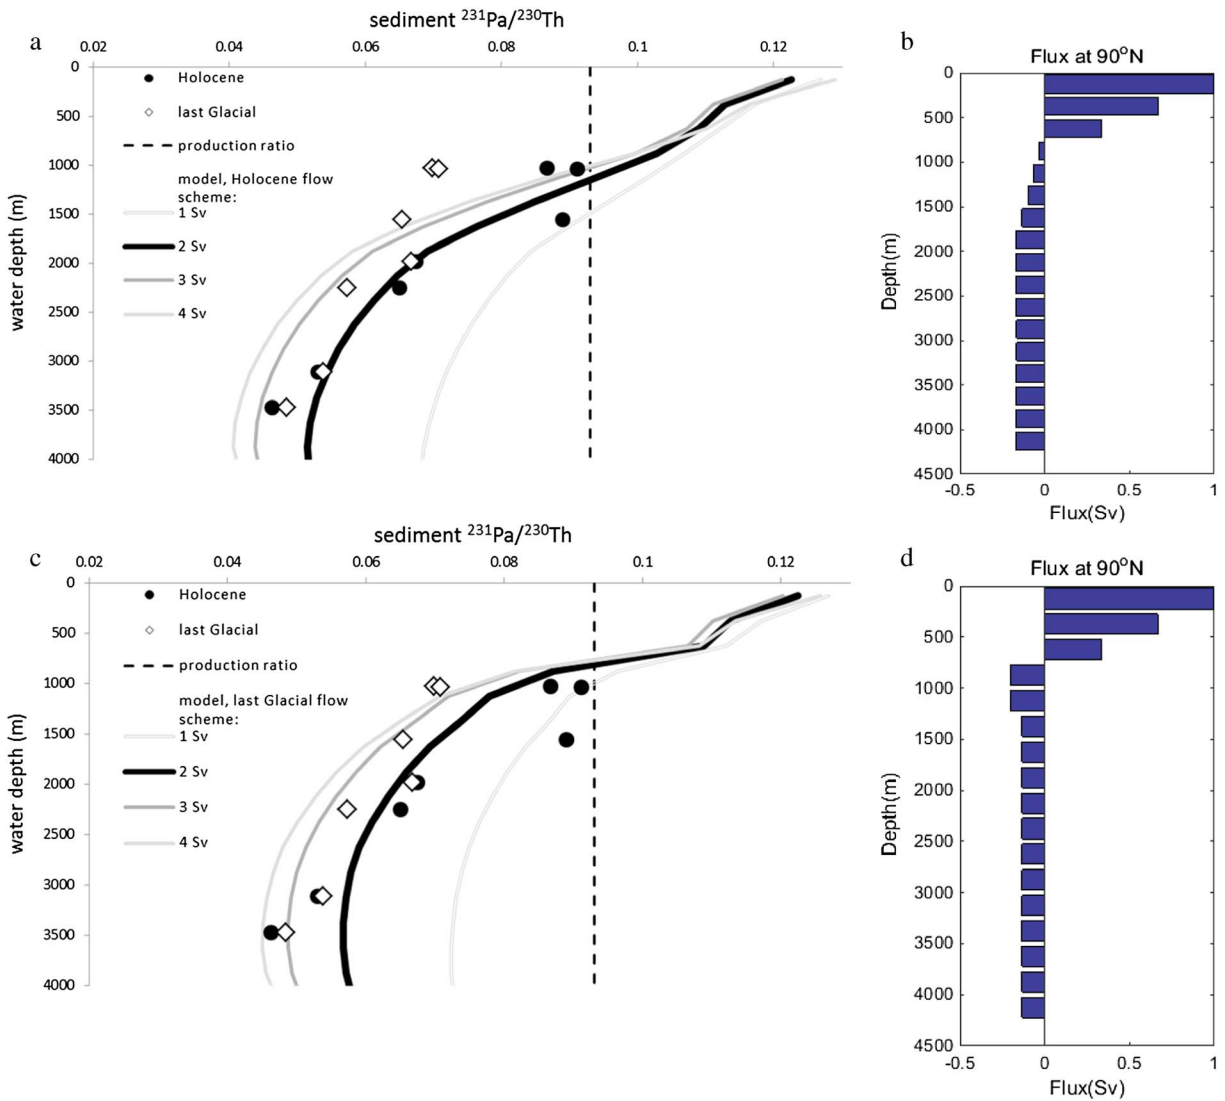 a
sediment 231Pa/230Th
0.02 0.04 0.06 0.08 0.1 0.12
water depth (m)
0
500
1000
1500
2000
2500
3000
3500
4000
Holocene
last Glacial
production ratio
model, Holocene flow
scheme:
1 Sv
2 Sv
3 Sv
4 Sv
b
Flux at 90°N
Depth(m)
0
500
1000
1500
2000
2500
3000
3500
4000
4500
-0.5 0 0.5 1
Flux(Sv)
c
sediment 231Pa/230Th
0.02 0.04 0.06 0.08 0.1 0.12
water depth (m)
0
500
1000
1500
2000
2500
3000
3500
4000
Holocene
last Glacial
production ratio
model, last Glacial flow
scheme:
1 Sv
2 Sv
3 Sv
4 Sv
d
Flux at 90°N
Depth(m)
0
500
1000
1500
2000
2500
3000
3500
4000
4500
-0.5 0 0.5 1
Flux(Sv)